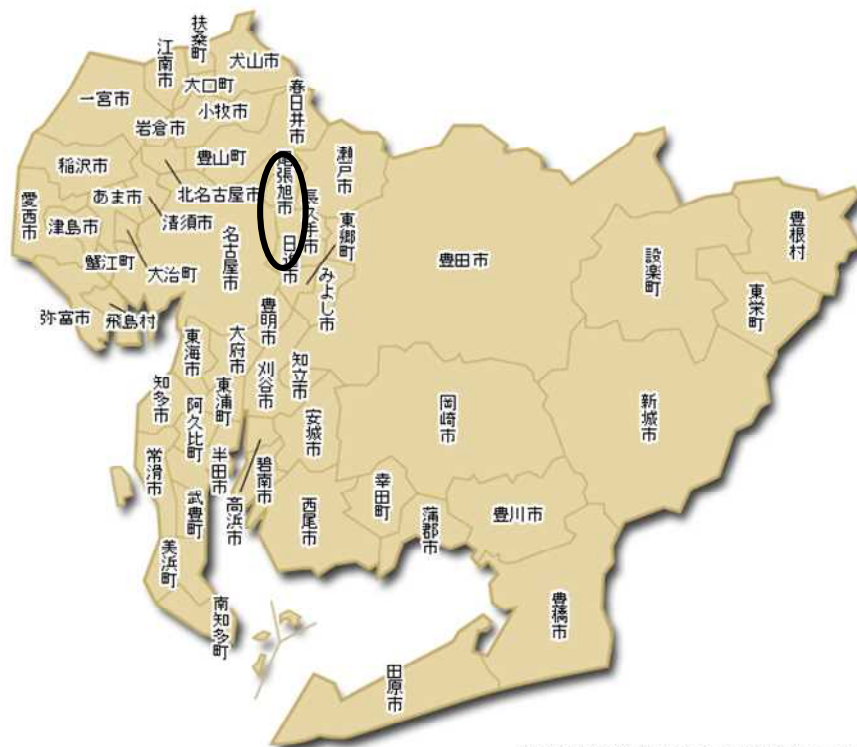 扶桑町
江南市
犬山市
大口町
一宮市
小牧市
春日井市
岩倉市
豊山町
瀬戸市
稲沢市
尾張旭市
あま市
北名古屋市
長久手市
愛西市
津島市
清須市
東郷町
豊根村
名古屋市
日進市
豊田市
設楽町
蟹江町
大治町
みよし市
東栄町
弥富市
飛島村
豊明市
東海市
大府市
知立市
刈谷市
知多市
東浦町
阿久比町
安城市
岡崎市
新城市
常滑市
半田市
碧南市
高浜市
武豊町
西尾市
幸田町
蒲郡市
豊川市
美浜町
南知多町
豊橋市
田原市